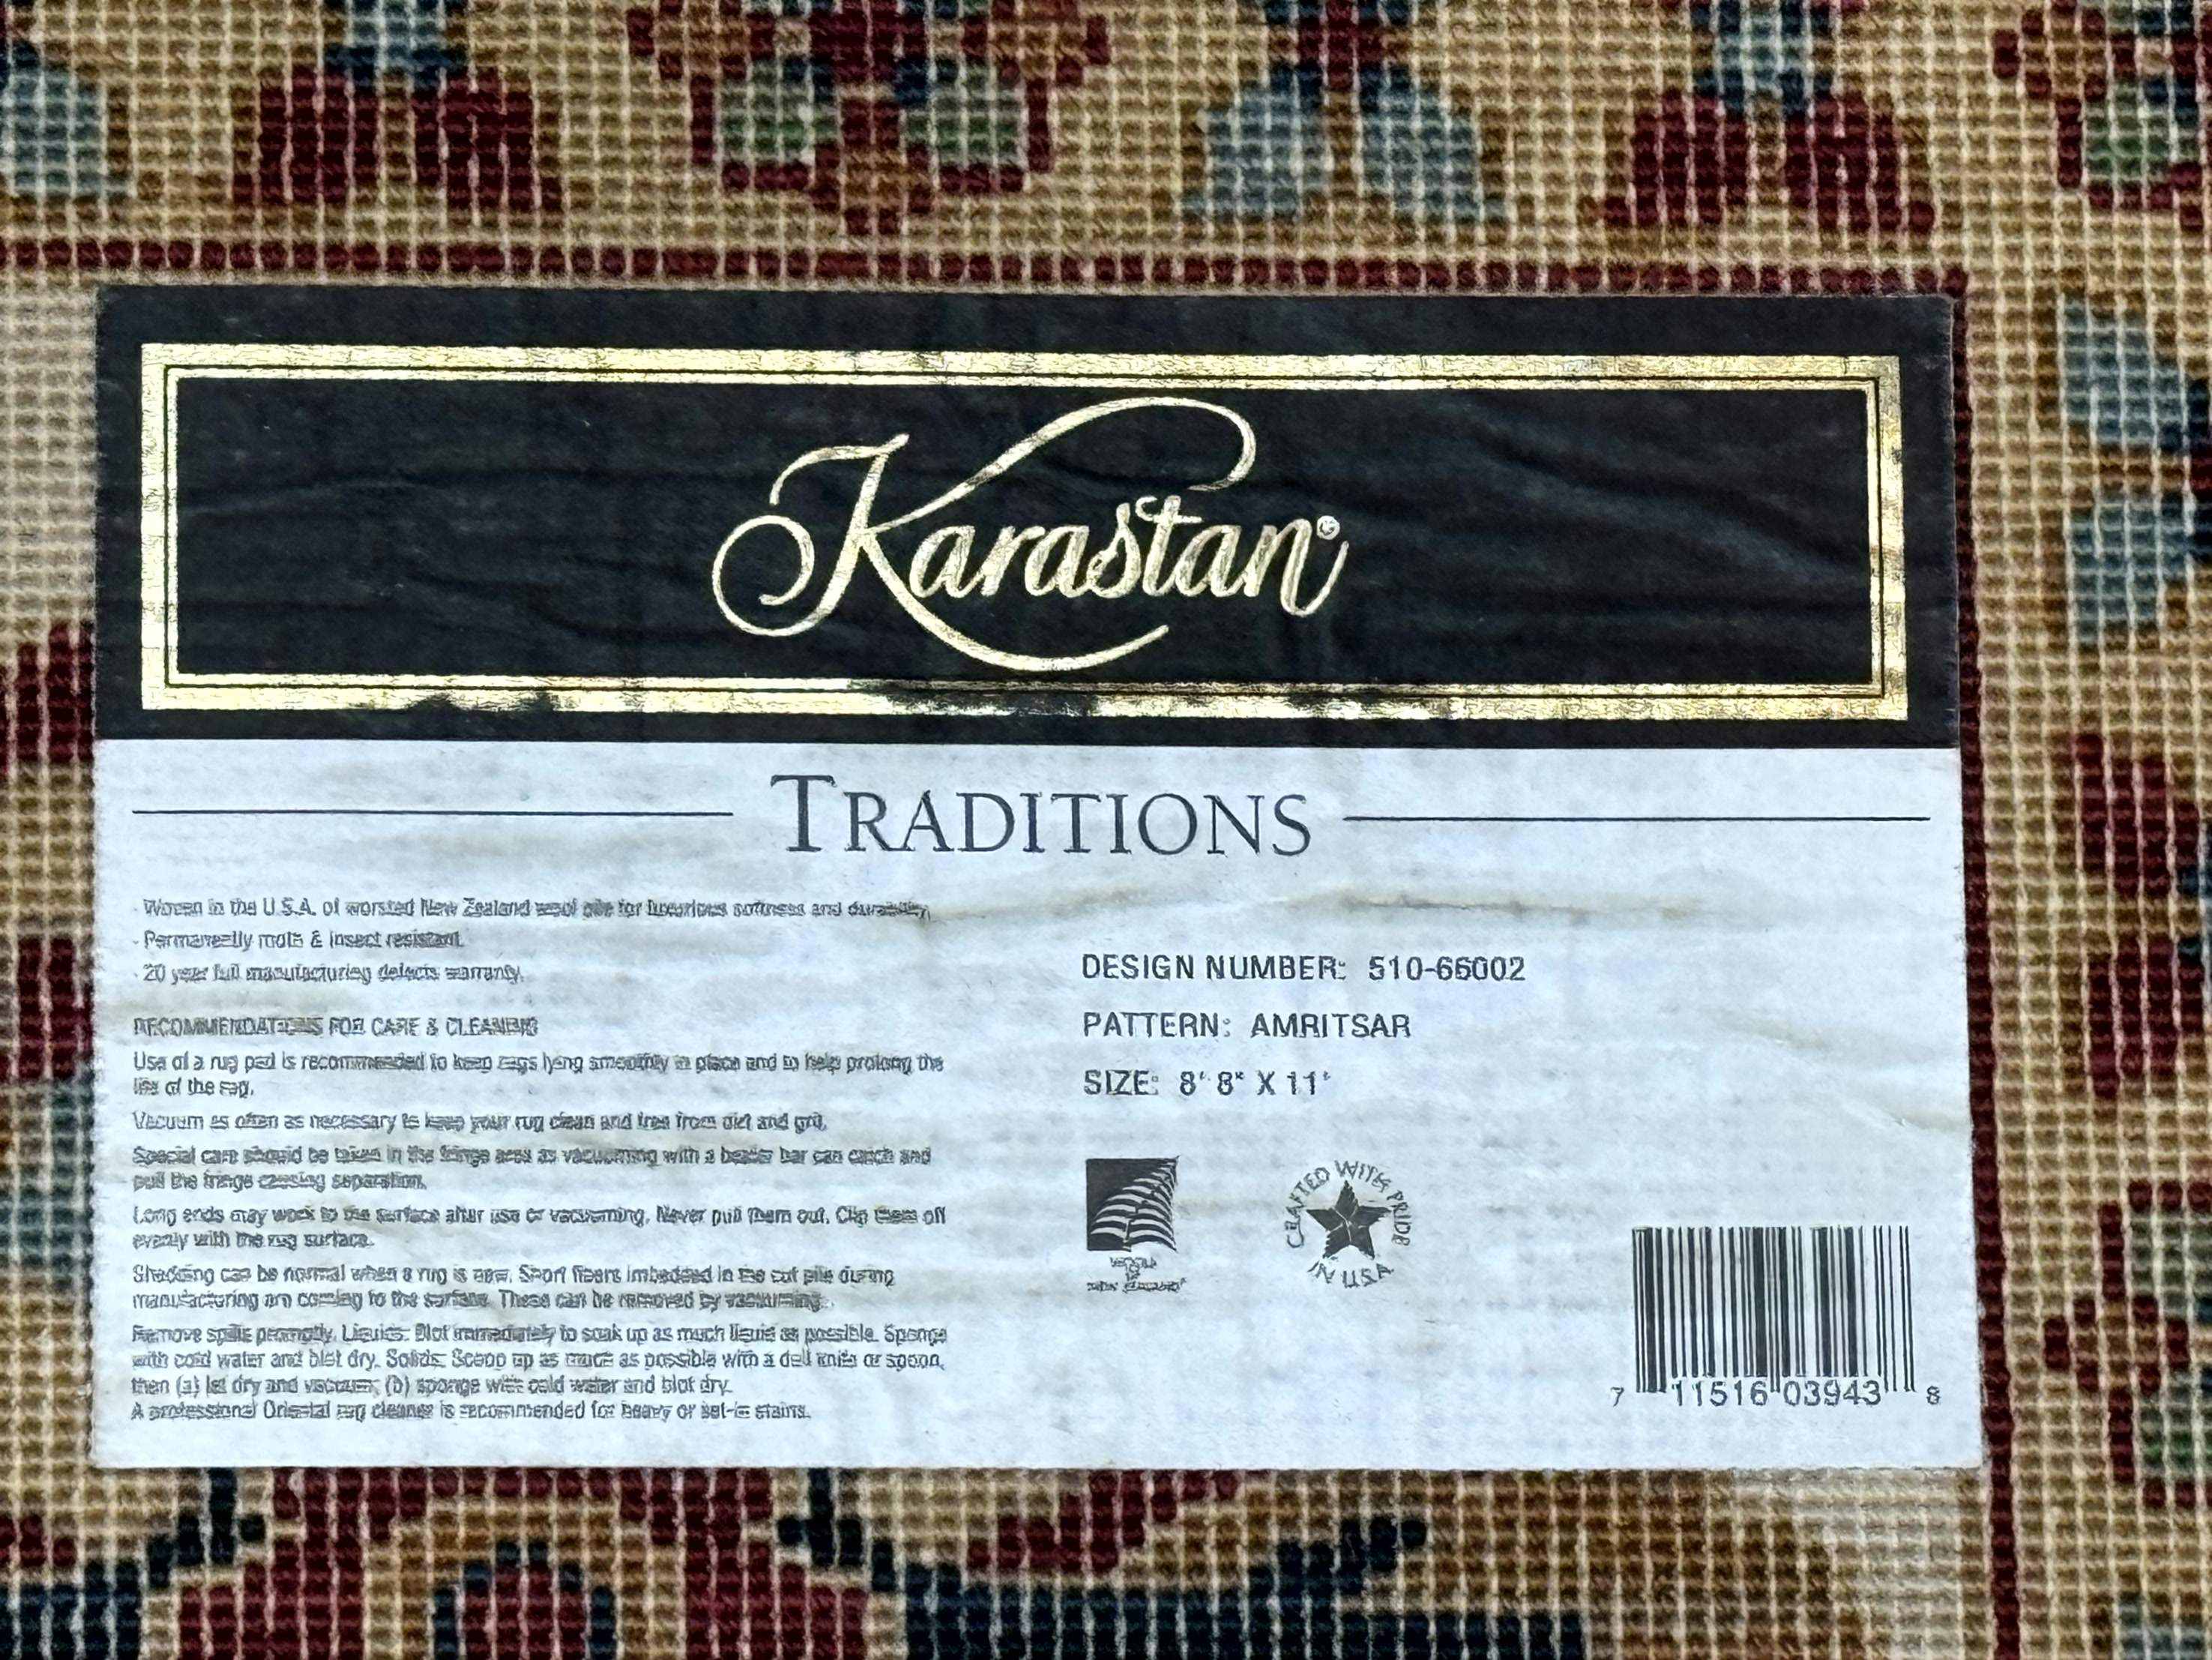 Karastan®
TRADITIONS
· Woven in the U.S.A. of worsted New Zealand wool pile for luxurious softness and durability.
· Permanently moth & insect resistant.
· 20 year full manufacturing defects warranty.
RECOMMENDATIONS FOR CARE & CLEANING
Use of a rug pad is recommended to keep rugs lying smoothly in place and to help prolong the
life of the rug.
Vacuum as often as necessary to keep your rug clean and free from dirt and grit.
Special care should be taken in the fringe area as vacuuming with a beater bar can catch and
pull the fringe causing separation.
Long ends may work to the surface after use or vacuuming. Never pull them out. Clip them off
evenly with the rug surface.
Shedding can be normal when a rug is new. Short fibers imbedded in the cut pile during
manufacturing are coming to the surface. These can be removed by vacuuming.
Remove spills promptly. Liquids: Blot immediately to soak up as much liquid as possible. Sponge
with cold water and blot dry. Solids: Scoop up as much as possible with a dull knife or spoon,
then (a) let dry and vacuum; (b) sponge with cold water and blot dry.
A professional Oriental rug cleaner is recommended for heavy or set-in stains.
DESIGN NUMBER: 510-66002
PATTERN: AMRITSAR
SIZE: 8' 8" X 11'
NEW ZEALAND
CRAFTED WITH PRIDE IN USA
7 11516 03943 8